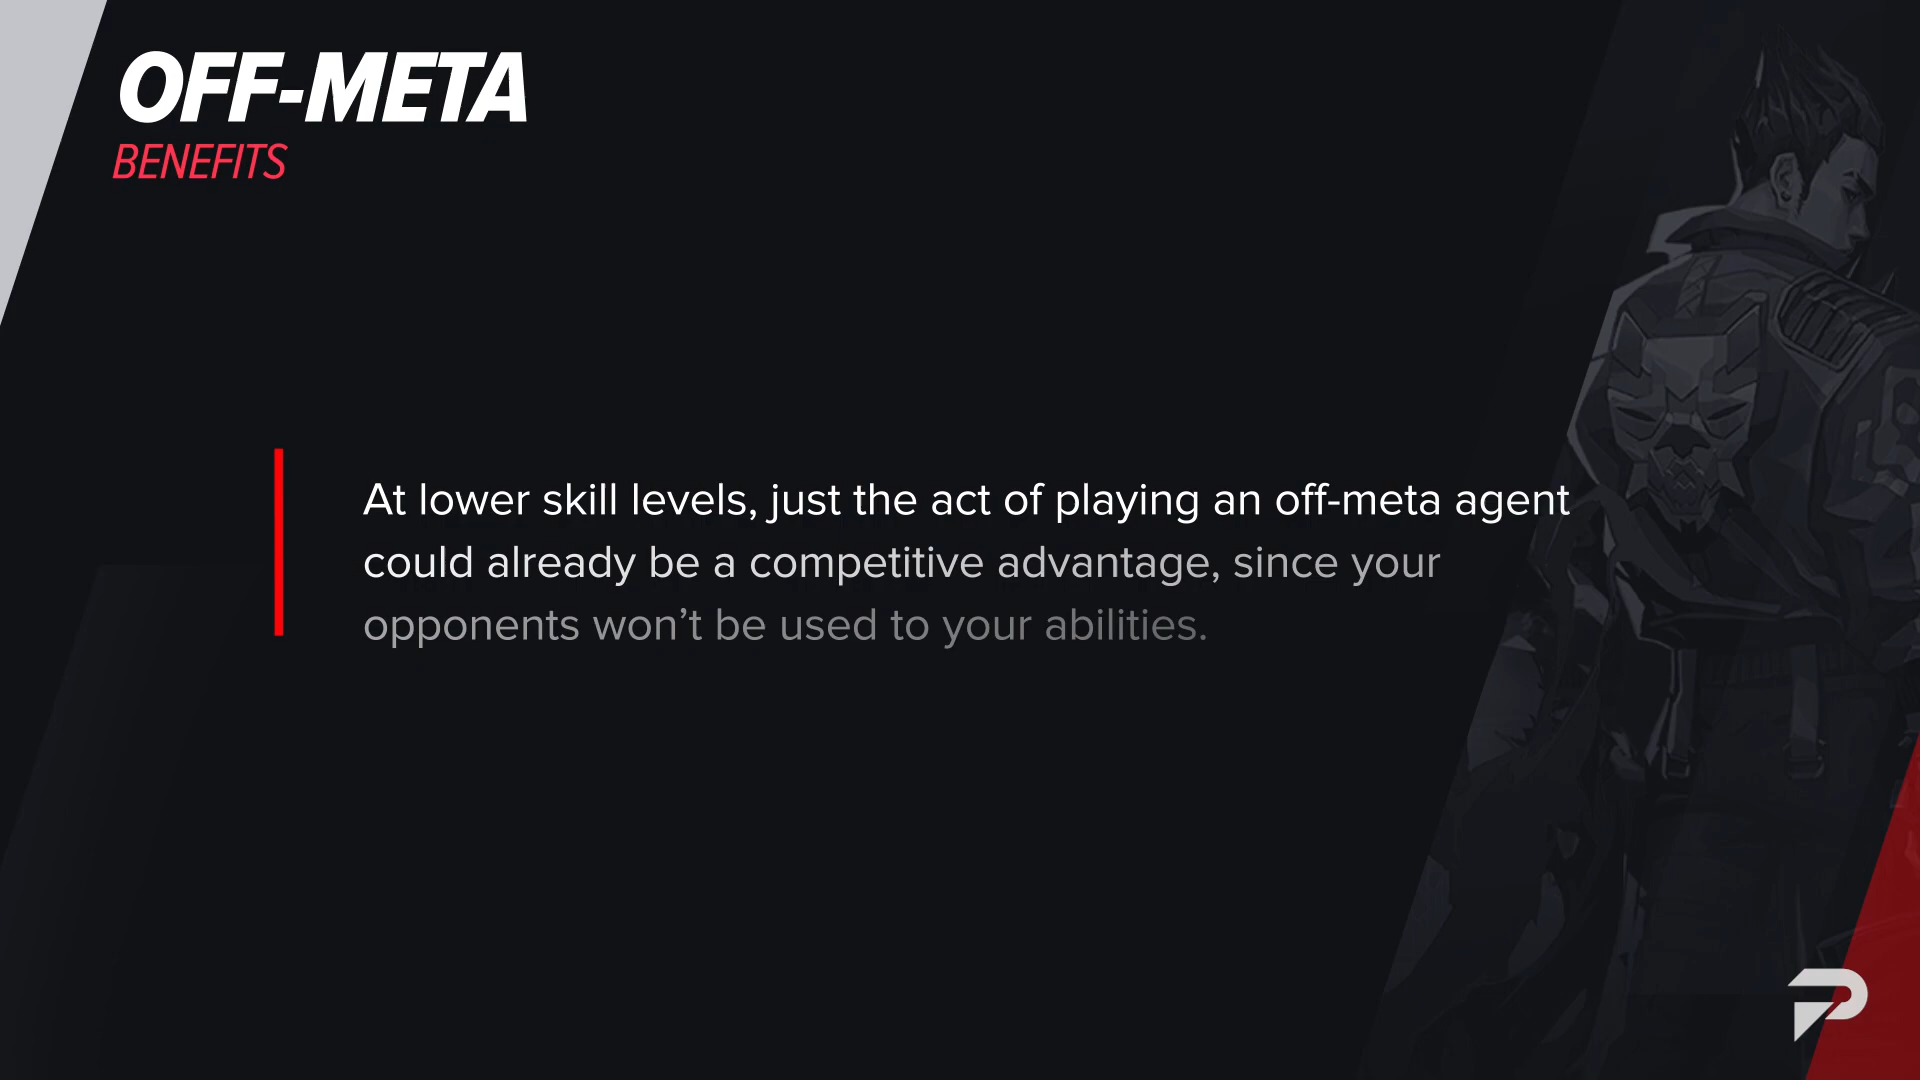 OFF-META
BENEFITS
At lower skill levels, just the act of playing an off-meta agent
could already be a competitive advantage, since your
opponents won’t be used to your abilities.